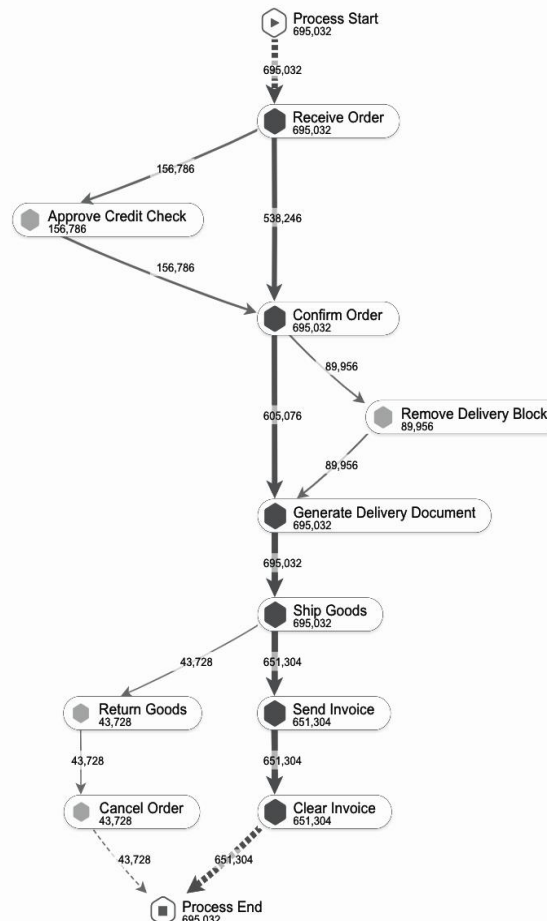 Process Start
695,032
695,032
Receive Order
695,032
156,786
538,246
Approve Credit Check
156,786
156,786
Confirm Order
695,032
89,956
605,076
Remove Delivery Block
89,956
89,956
Generate Delivery Document
695,032
695,032
Ship Goods
695,032
43,728
651,304
Return Goods
43,728
Send Invoice
651,304
43,728
651,304
Cancel Order
43,728
Clear Invoice
651,304
43,728
651,304
Process End
695,032